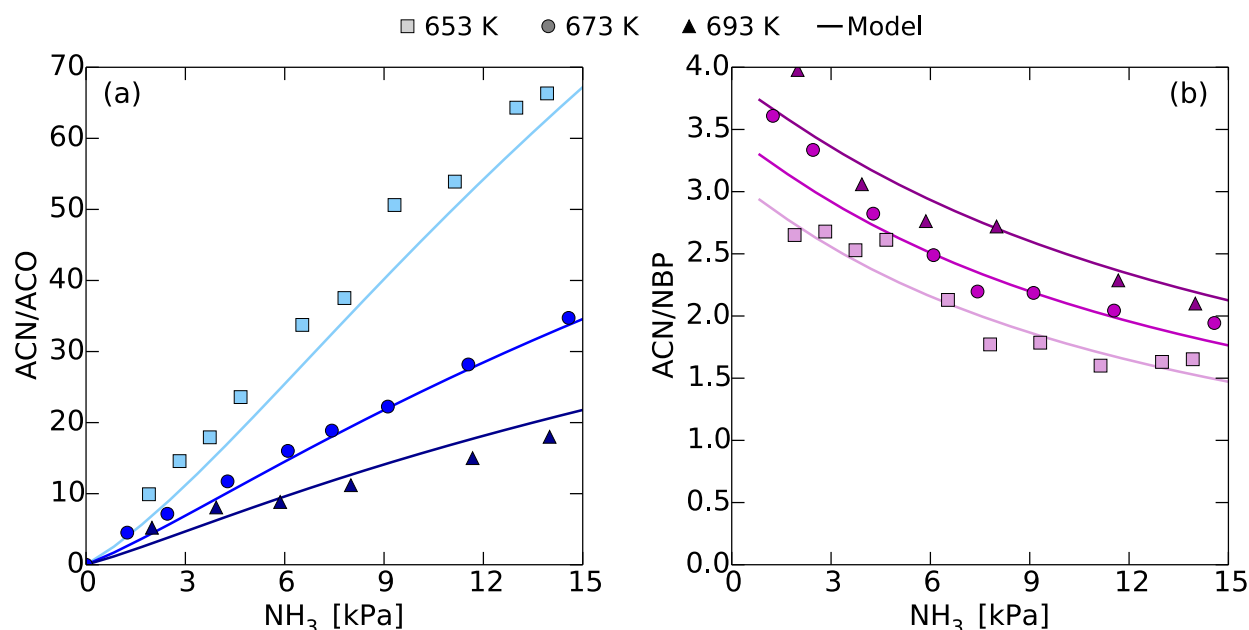 653 K 673 K 693 K Model
(a)
ACN/ACO
70
60
50
40
30
20
10
0
0 3 6 9 12 15
NH₃ [kPa]
(b)
ACN/NBP
4.0
3.5
3.0
2.5
2.0
1.5
1.0
0.5
0.0
0 3 6 9 12 15
NH₃ [kPa]